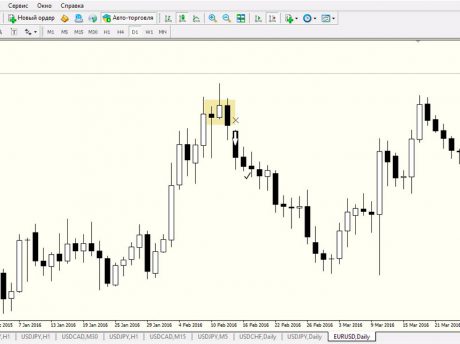 Сервис Окно Справка
Новый ордер Авто-торговля
M1 M5 M15 M30 H1 H4 D1 W1 MN
2015 7 Jan 2016 13 Jan 2016 19 Jan 2016 25 Jan 2016 29 Jan 2016 4 Feb 2016 10 Feb 2016 16 Feb 2016 22 Feb 2016 26 Feb 2016 3 Mar 2016 9 Mar 2016 15 Mar 2016 21 Mar 2016
,H1 USDJPY,H1 USDCAD,M30 USDJPY,H1 USDCAD,M15 USDJPY,M5 USDCHF,Daily USDJPY,Daily EURUSD,Daily